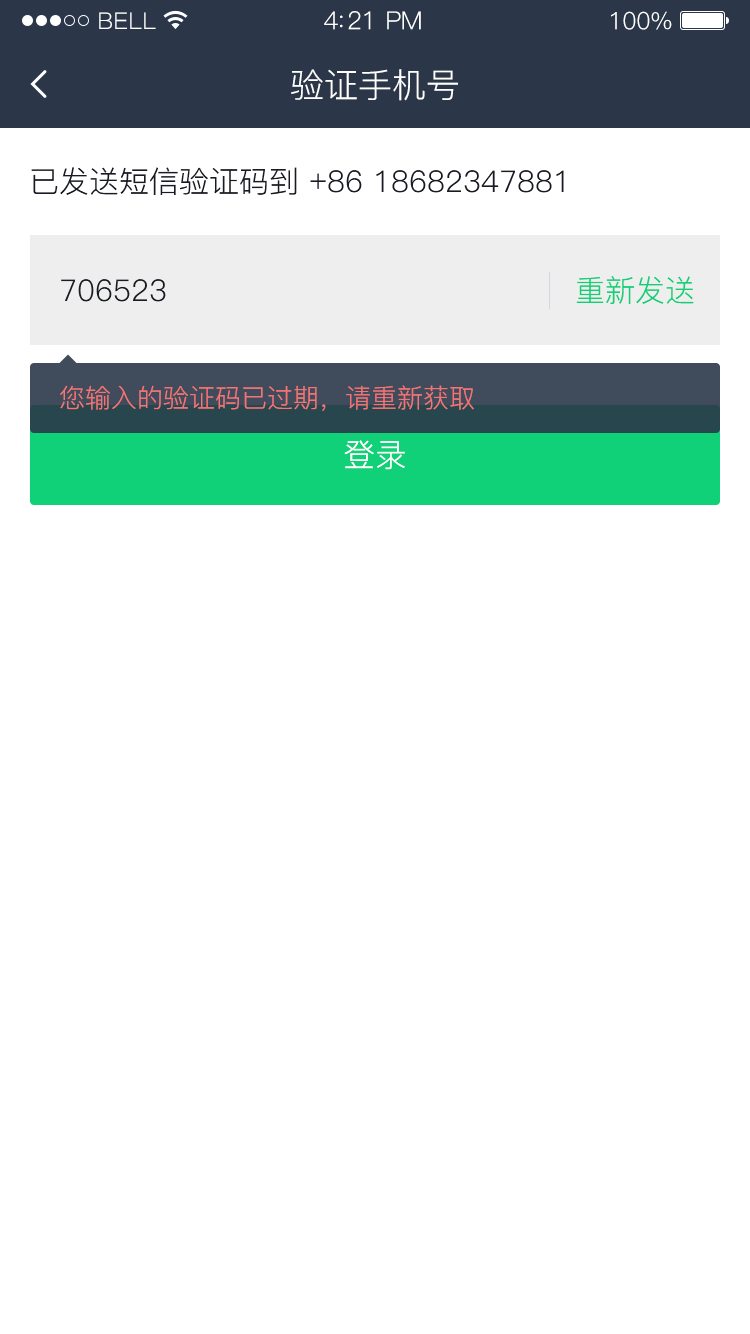 BELL 4:21 PM 100%
验证手机号
已发送短信验证码到 +86 18682347881
706523 重新发送
您输入的验证码已过期，请重新获取
登录